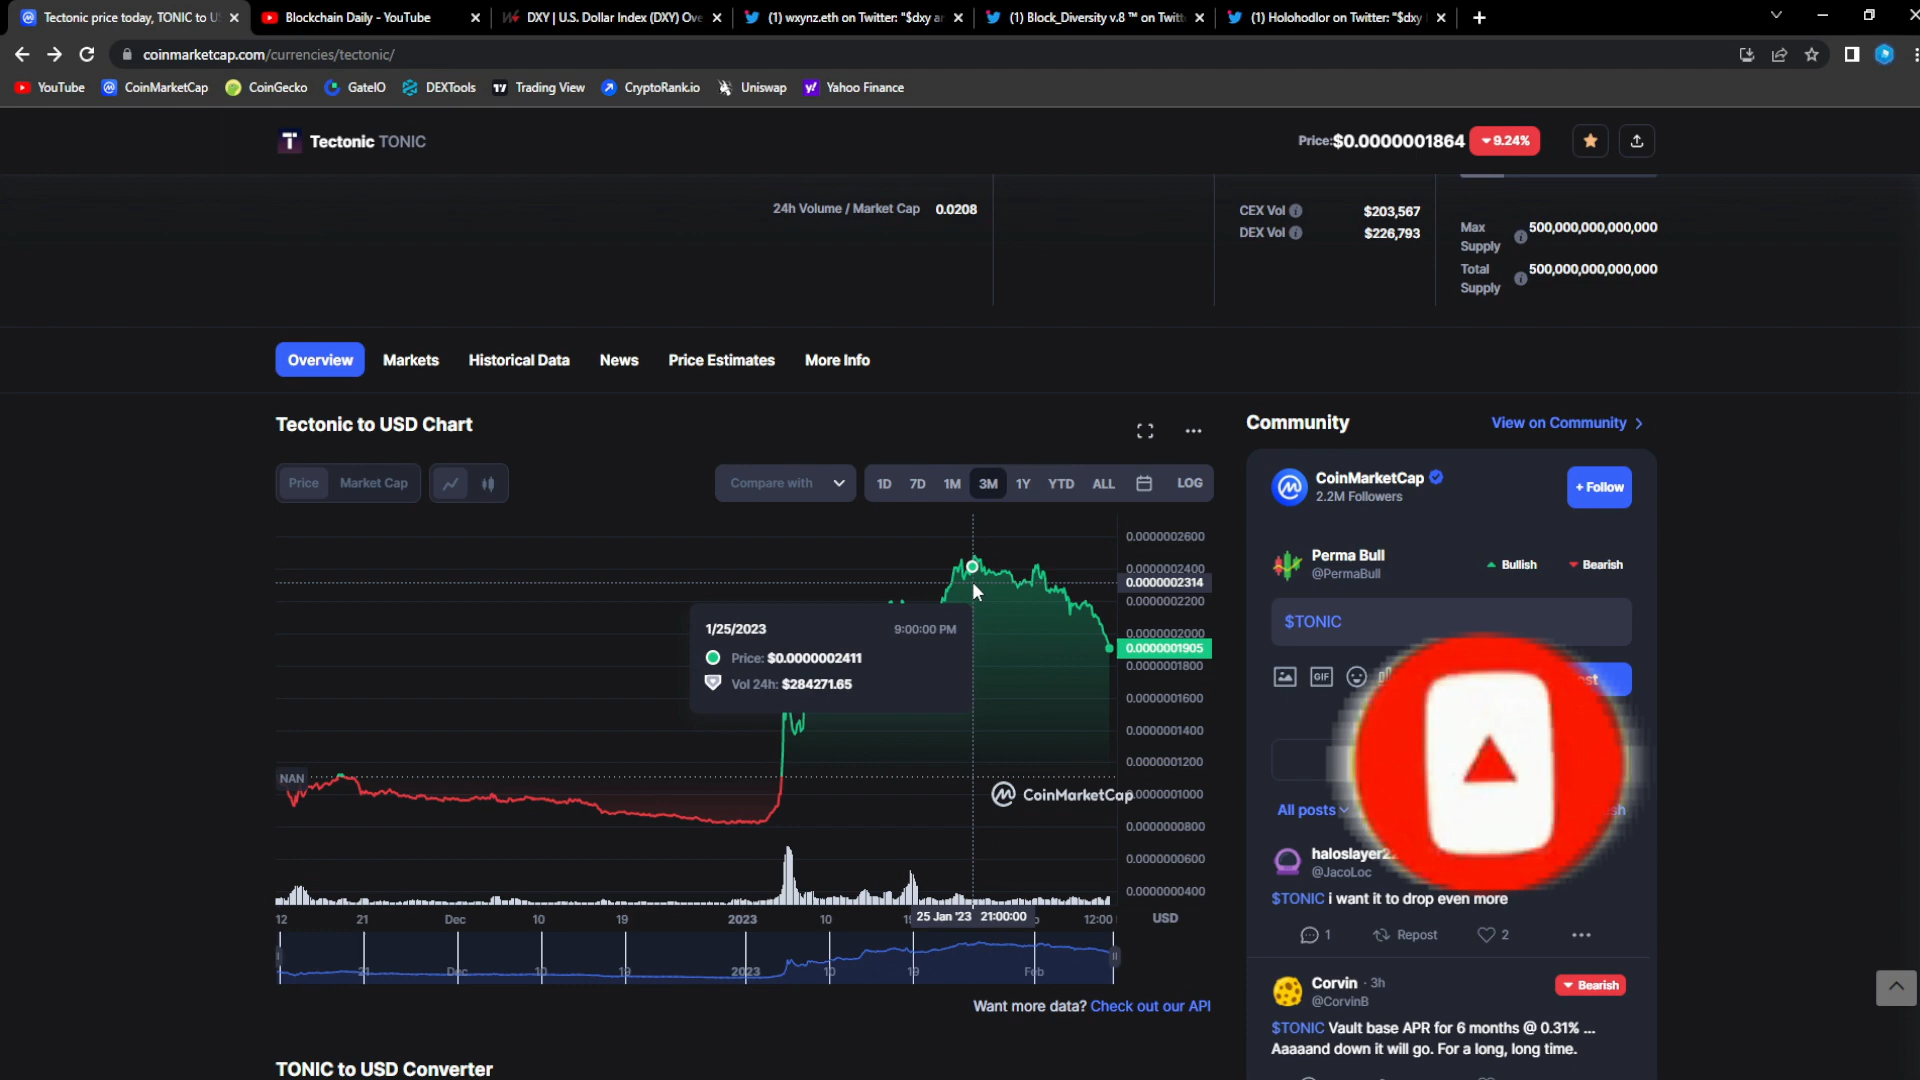 Tectonic price today, TONIC to U
Blockchain Daily - YouTube
DXY | U.S. Dollar Index (DXY) Ove
(1) wxynz.eth on Twitter: "$dxy ar
(1) Block_Diversity v.8 ™ on Twitt
(1) Holohodlor on Twitter: "$dxy
coinmarketcap.com/currencies/tectonic/
YouTube
CoinMarketCap
CoinGecko
GateIO
DEXTools
Trading View
CryptoRank.io
Uniswap
Yahoo Finance
Tectonic TONIC
Price:$0.0000001864
9.24%
24h Volume / Market Cap 0.0208
CEX Vol $203,567
DEX Vol $226,793
Max Supply 500,000,000,000,000
Total Supply 500,000,000,000,000
Overview
Markets
Historical Data
News
Price Estimates
More Info
Tectonic to USD Chart
Price
Market Cap
Compare with
1D 7D 1M 3M 1Y YTD ALL LOG
0.0000002600
0.0000002400
0.0000002314
0.0000002200
0.0000002000
0.0000001905
0.0000001800
0.0000001600
0.0000001400
0.0000001200
0.0000001000
0.0000000800
0.0000000600
0.0000000400
1/25/2023 9:00:00 PM
Price: $0.0000002411
Vol 24h: $284271.65
NAN
CoinMarketCap
12 21 Dec 10 19 2023 10 25 Jan '23 21:00:00 12:00 USD
21 Dec 10 19 2023 10 19 Feb
Want more data? Check out our API
TONIC to USD Converter
Community
View on Community
CoinMarketCap
2.2M Followers
+ Follow
Perma Bull
@PermaBull
Bullish
Bearish
$TONIC
GIF
All posts
@JacoLoc
$TONIC i want it to drop even more
1 Repost 2
Corvin · 3h
@CorvinB
Bearish
$TONIC Vault base APR for 6 months @ 0.31% ...
Aaaaand down it will go. For a long, long time.